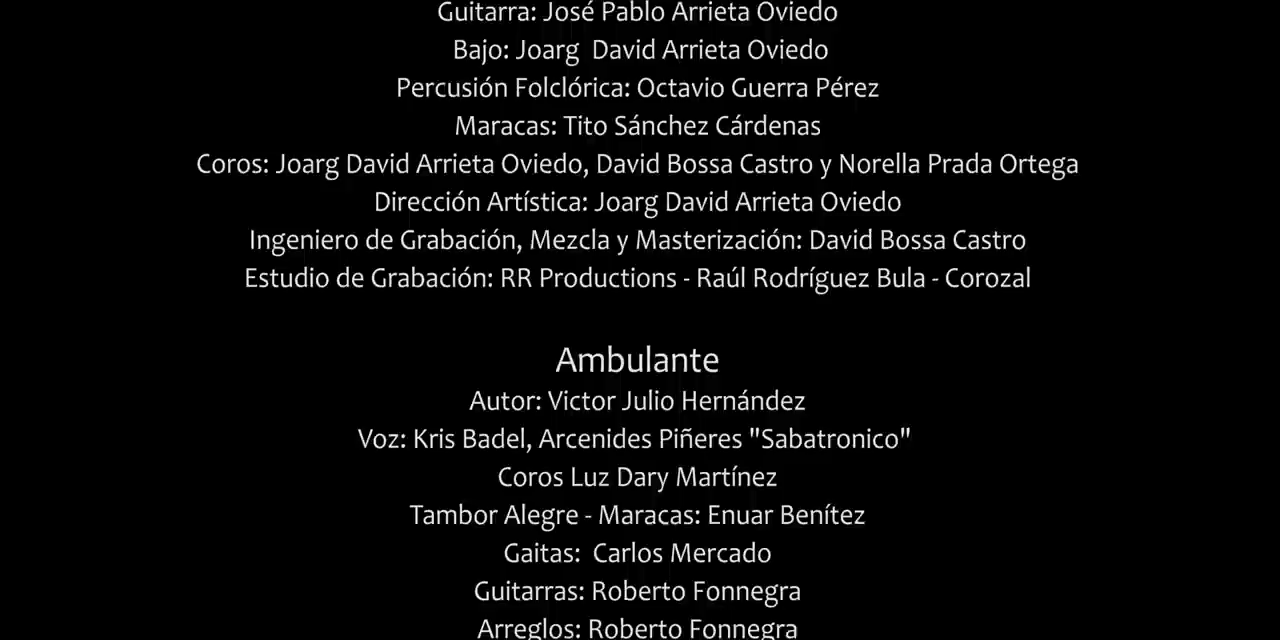 Guitarra: José Pablo Arrieta Oviedo
Bajo: Joarg  David Arrieta Oviedo
Percusión Folclórica: Octavio Guerra Pérez
Maracas: Tito Sánchez Cárdenas
Coros: Joarg David Arrieta Oviedo, David Bossa Castro y Norella Prada Ortega
Dirección Artística: Joarg David Arrieta Oviedo
Ingeniero de Grabación, Mezcla y Masterización: David Bossa Castro
Estudio de Grabación: RR Productions - Raúl Rodríguez Bula - Corozal
Ambulante
Autor: Victor Julio Hernández
Voz: Kris Badel, Arcenides Piñeres "Sabatronico"
Coros Luz Dary Martínez
Tambor Alegre - Maracas: Enuar Benítez
Gaitas:  Carlos Mercado
Guitarras: Roberto Fonnegra
Arreglos: Roberto Fonnegra